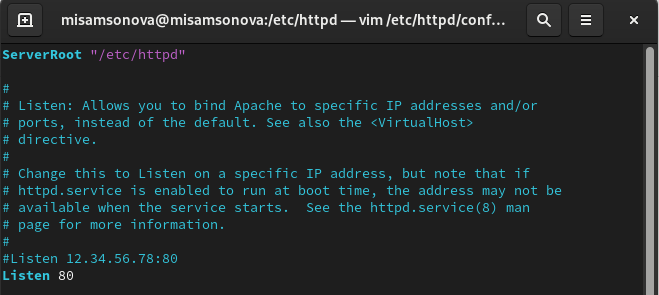 misamsonova@misamsonova:/etc/httpd — vim /etc/httpd/conf…
ServerRoot "/etc/httpd"
#
# Listen: Allows you to bind Apache to specific IP addresses and/or
# ports, instead of the default. See also the <VirtualHost>
# directive.
#
# Change this to Listen on a specific IP address, but note that if
# httpd.service is enabled to run at boot time, the address may not be
# available when the service starts.  See the httpd.service(8) man
# page for more information.
#
#Listen 12.34.56.78:80
Listen 80